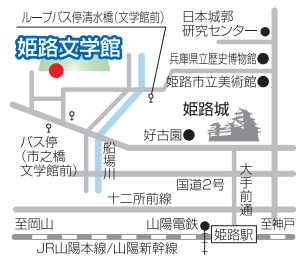 ループバス停清水橋(文学館前)
日本城郭
研究センター
姫路文学館
兵庫県立歴史博物館
姫路市立美術館
姫路城
好古園
バス停
(市之橋
文学館前)
船場川
国道2号
大手前通
十二所前線
至岡山
山陽電鉄
至神戸
姫路駅
JR山陽本線/山陽新幹線